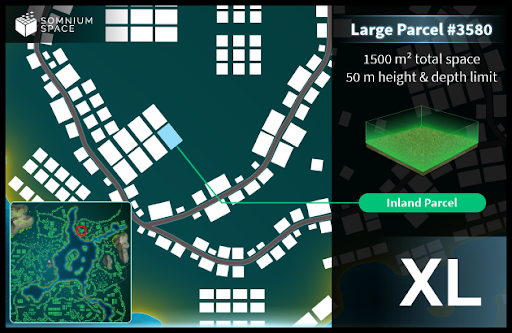 SOMNIUM
SPACE
Large Parcel #3580
1500 m² total space
50 m height & depth limit
Inland Parcel
XL